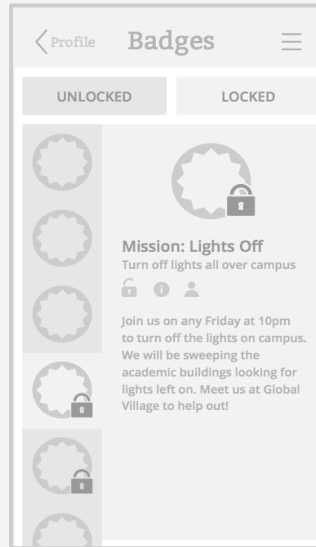 Profile
Badges
UNLOCKED
LOCKED
Mission: Lights Off
Turn off lights all over campus
Join us on any Friday at 10pm
to turn off the lights on campus.
We will be sweeping the
academic buildings looking for
lights left on. Meet us at Global
Village to help out!